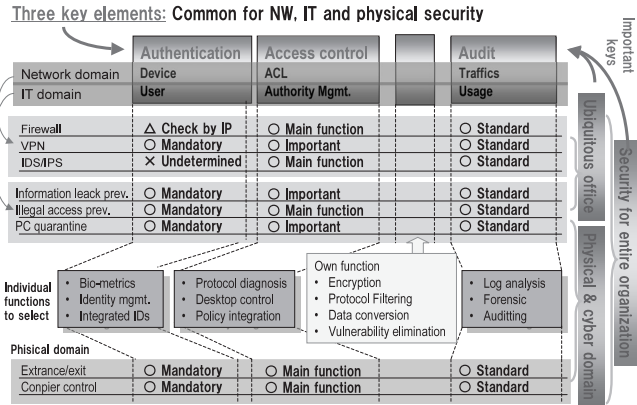 Three key elements: Common for NW, IT and physical security
Important
keys
Authentication Access control Audit
Network domain Device ACL Traffics
IT domain User Authority Mgmt. Usage
Firewall △ Check by IP ○ Main function ○ Standard
VPN ○ Mandatory ○ Important ○ Standard
IDS/IPS × Undetermined ○ Main function ○ Standard
Information leack prev. ○ Mandatory ○ Important ○ Standard
Illegal access prev. ○ Mandatory ○ Main function ○ Standard
PC quarantine ○ Mandatory ○ Important ○ Standard
Ubiquitous office
Security for entire organization
Physical & cyber domain
Individual
functions
to select
• Bio-metrics
• Identity mgmt.
• Integrated IDs
• Protocol diagnosis
• Desktop control
• Policy integration
Own function
• Encryption
• Protocol Filtering
• Data conversion
• Vulnerability elimination
• Log analysis
• Forensic
• Auditting
Phisical domain
Extrance/exit ○ Mandatory ○ Main function ○ Standard
Conpier control ○ Mandatory ○ Main function ○ Standard